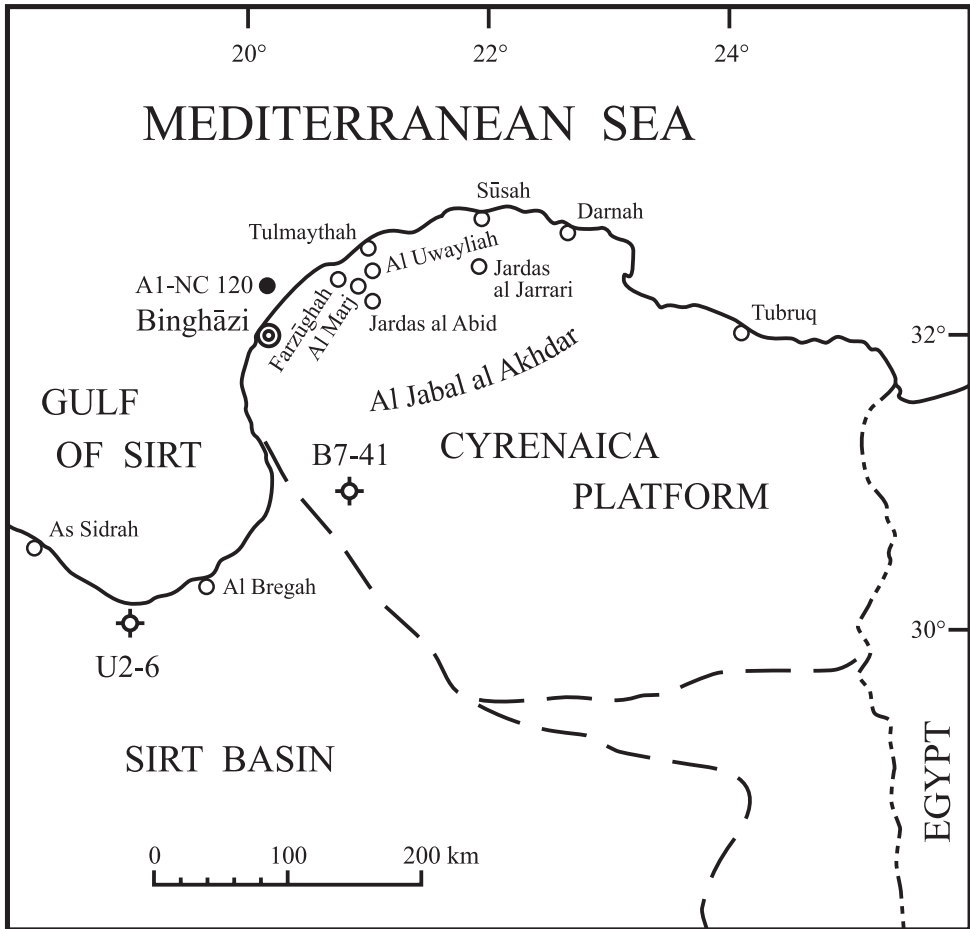 20° 22° 24°
MEDITERRANEAN SEA
Sūsah
Darnah
Tulmaythah
Al Uwayliah
Jardas
al Jarrari
A1-NC 120
Farzūghah
Al Marj
Jardas al Abid
Binghāzi
Tubruq
32°
Al Jabal al Akhdar
GULF
OF SIRT
B7-41
CYRENAICA
PLATFORM
As Sidrah
Al Bregah
U2-6
30°
SIRT BASIN
EGYPT
0 100 200 km